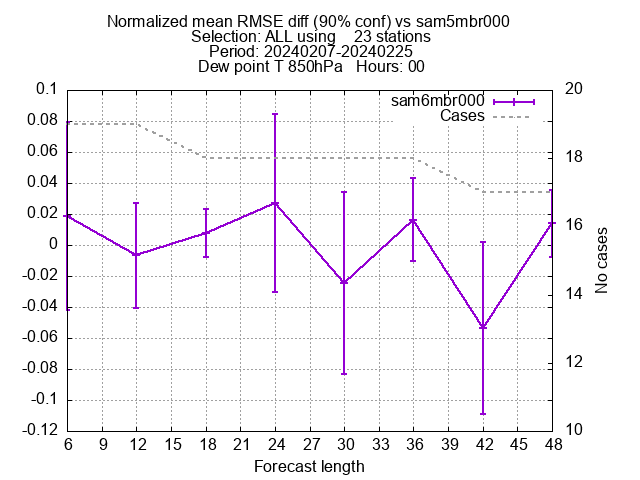 Normalized mean RMSE diff (90% conf) vs sam5mbr000
Selection: ALL using    23 stations
Period: 20240207-20240225
Dew point T 850hPa   Hours: 00
sam6mbr000
Cases
0.1
0.08
0.06
0.04
0.02
0
-0.02
-0.04
-0.06
-0.08
-0.1
-0.12
20
18
16
14
12
10
No cases
6 9 12 15 18 21 24 27 30 33 36 39 42 45 48
Forecast length